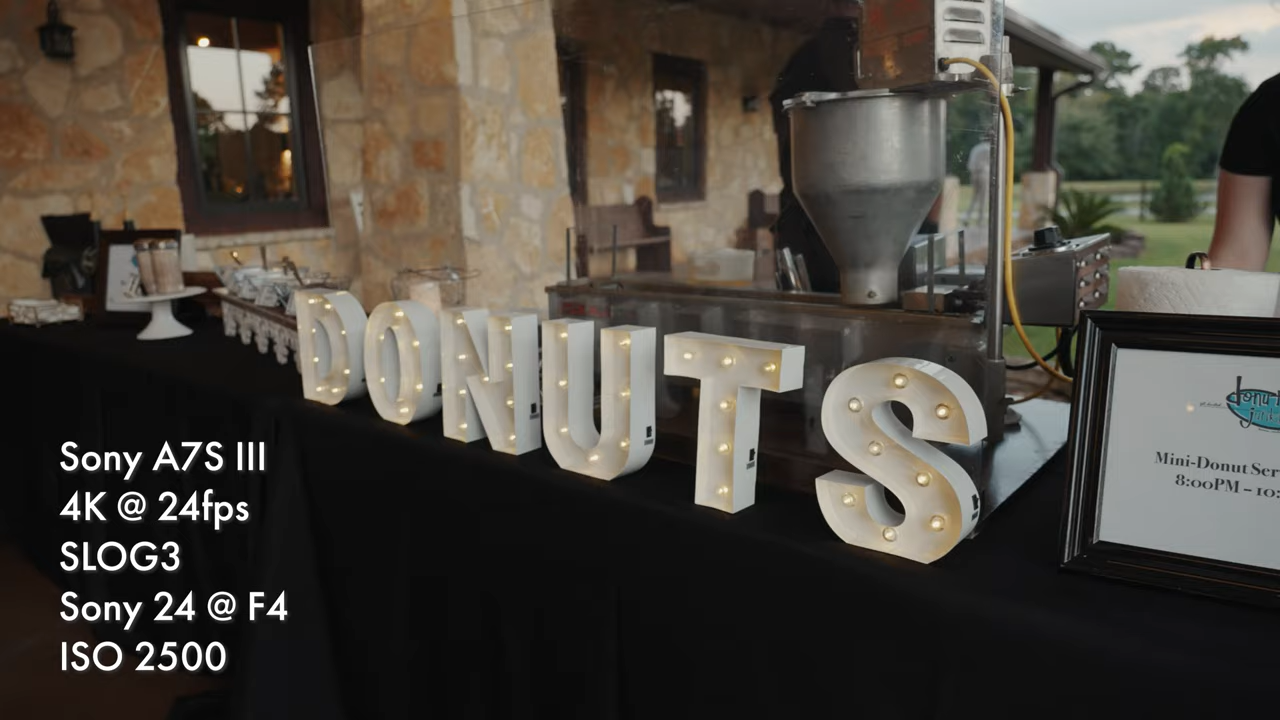 Sony A7S III
4K @ 24fps
SLOG3
Sony 24 @ F4
ISO 2500
DONUTS
Mini-Donut Ser
8:00PM – 10: